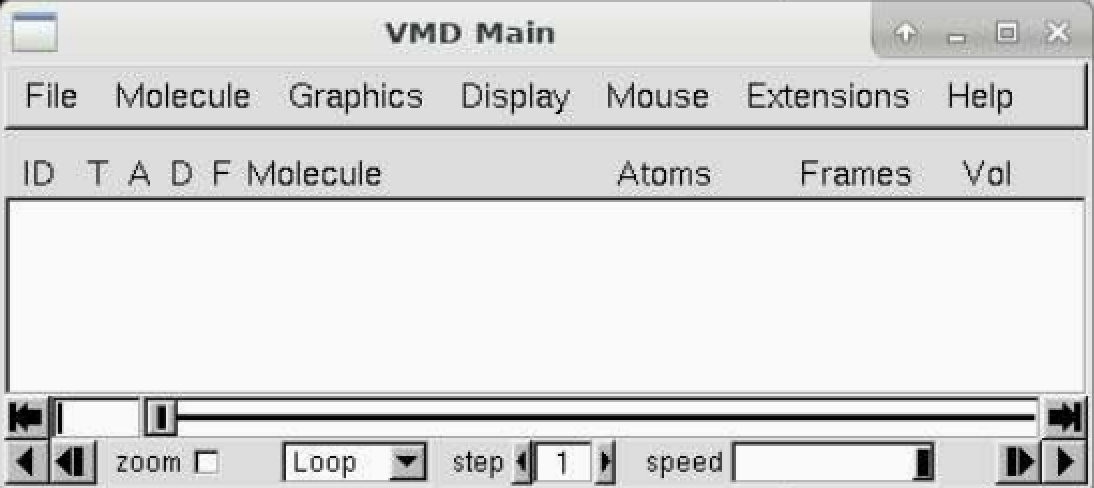 VMD Main
File Molecule Graphics Display Mouse Extensions Help
ID T A D F Molecule Atoms Frames Vol
zoom Loop step 1 speed